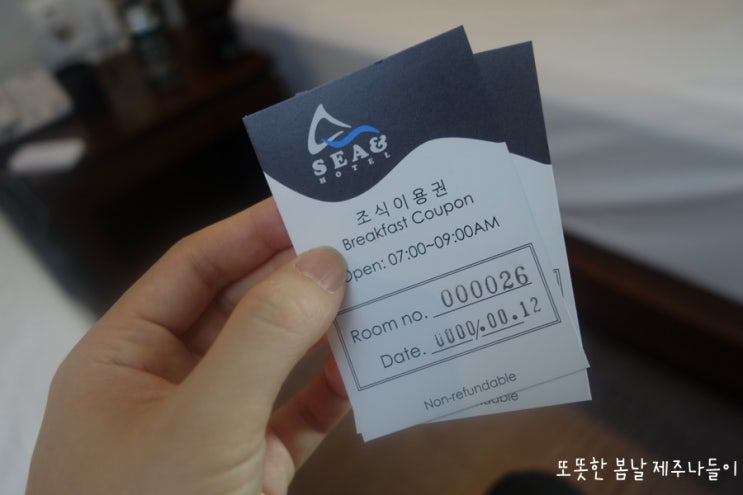 SEA&
HOTEL
조식이용권
Breakfast Coupon
Open: 07:00~09:00AM
Room no. 000026
Date. 0000/.00.12
Non-refundable
또뜻한 봄날 제주나들이